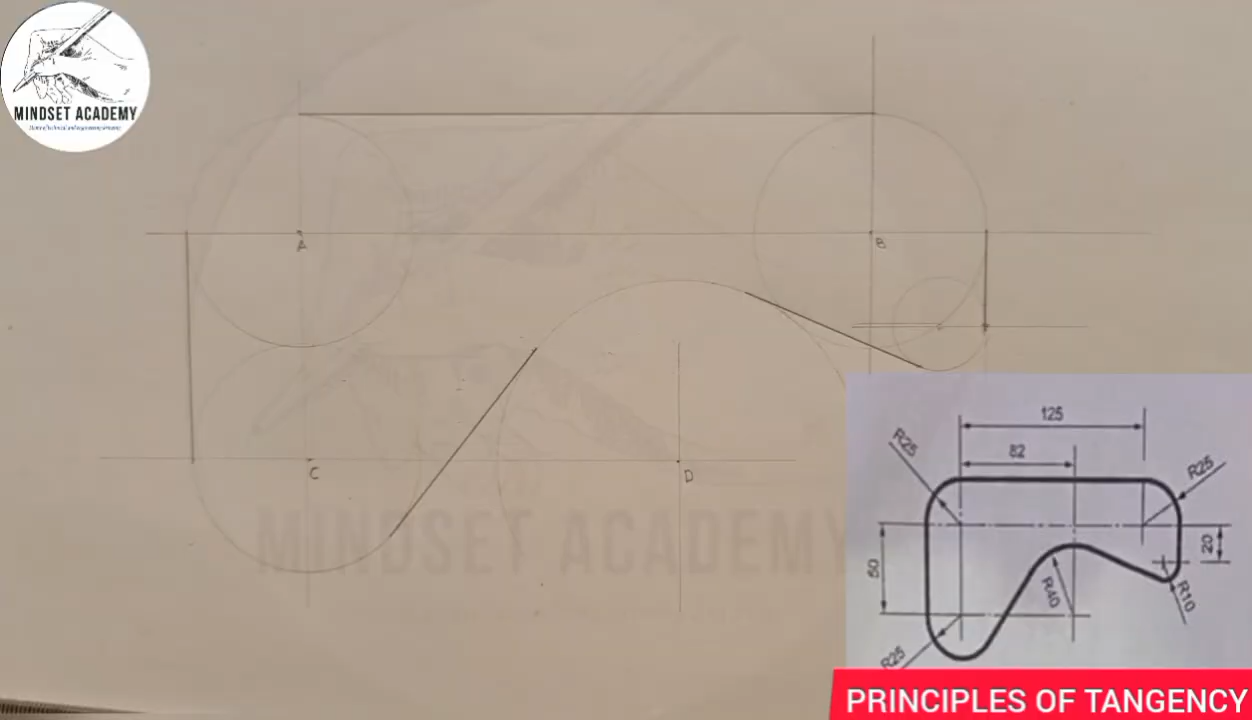 MINDSET ACADEMY
A
B
C
D
MINDSET ACADEMY
125
82
R25
R25
50
20
R40
R10
R25
PRINCIPLES OF TANGENCY